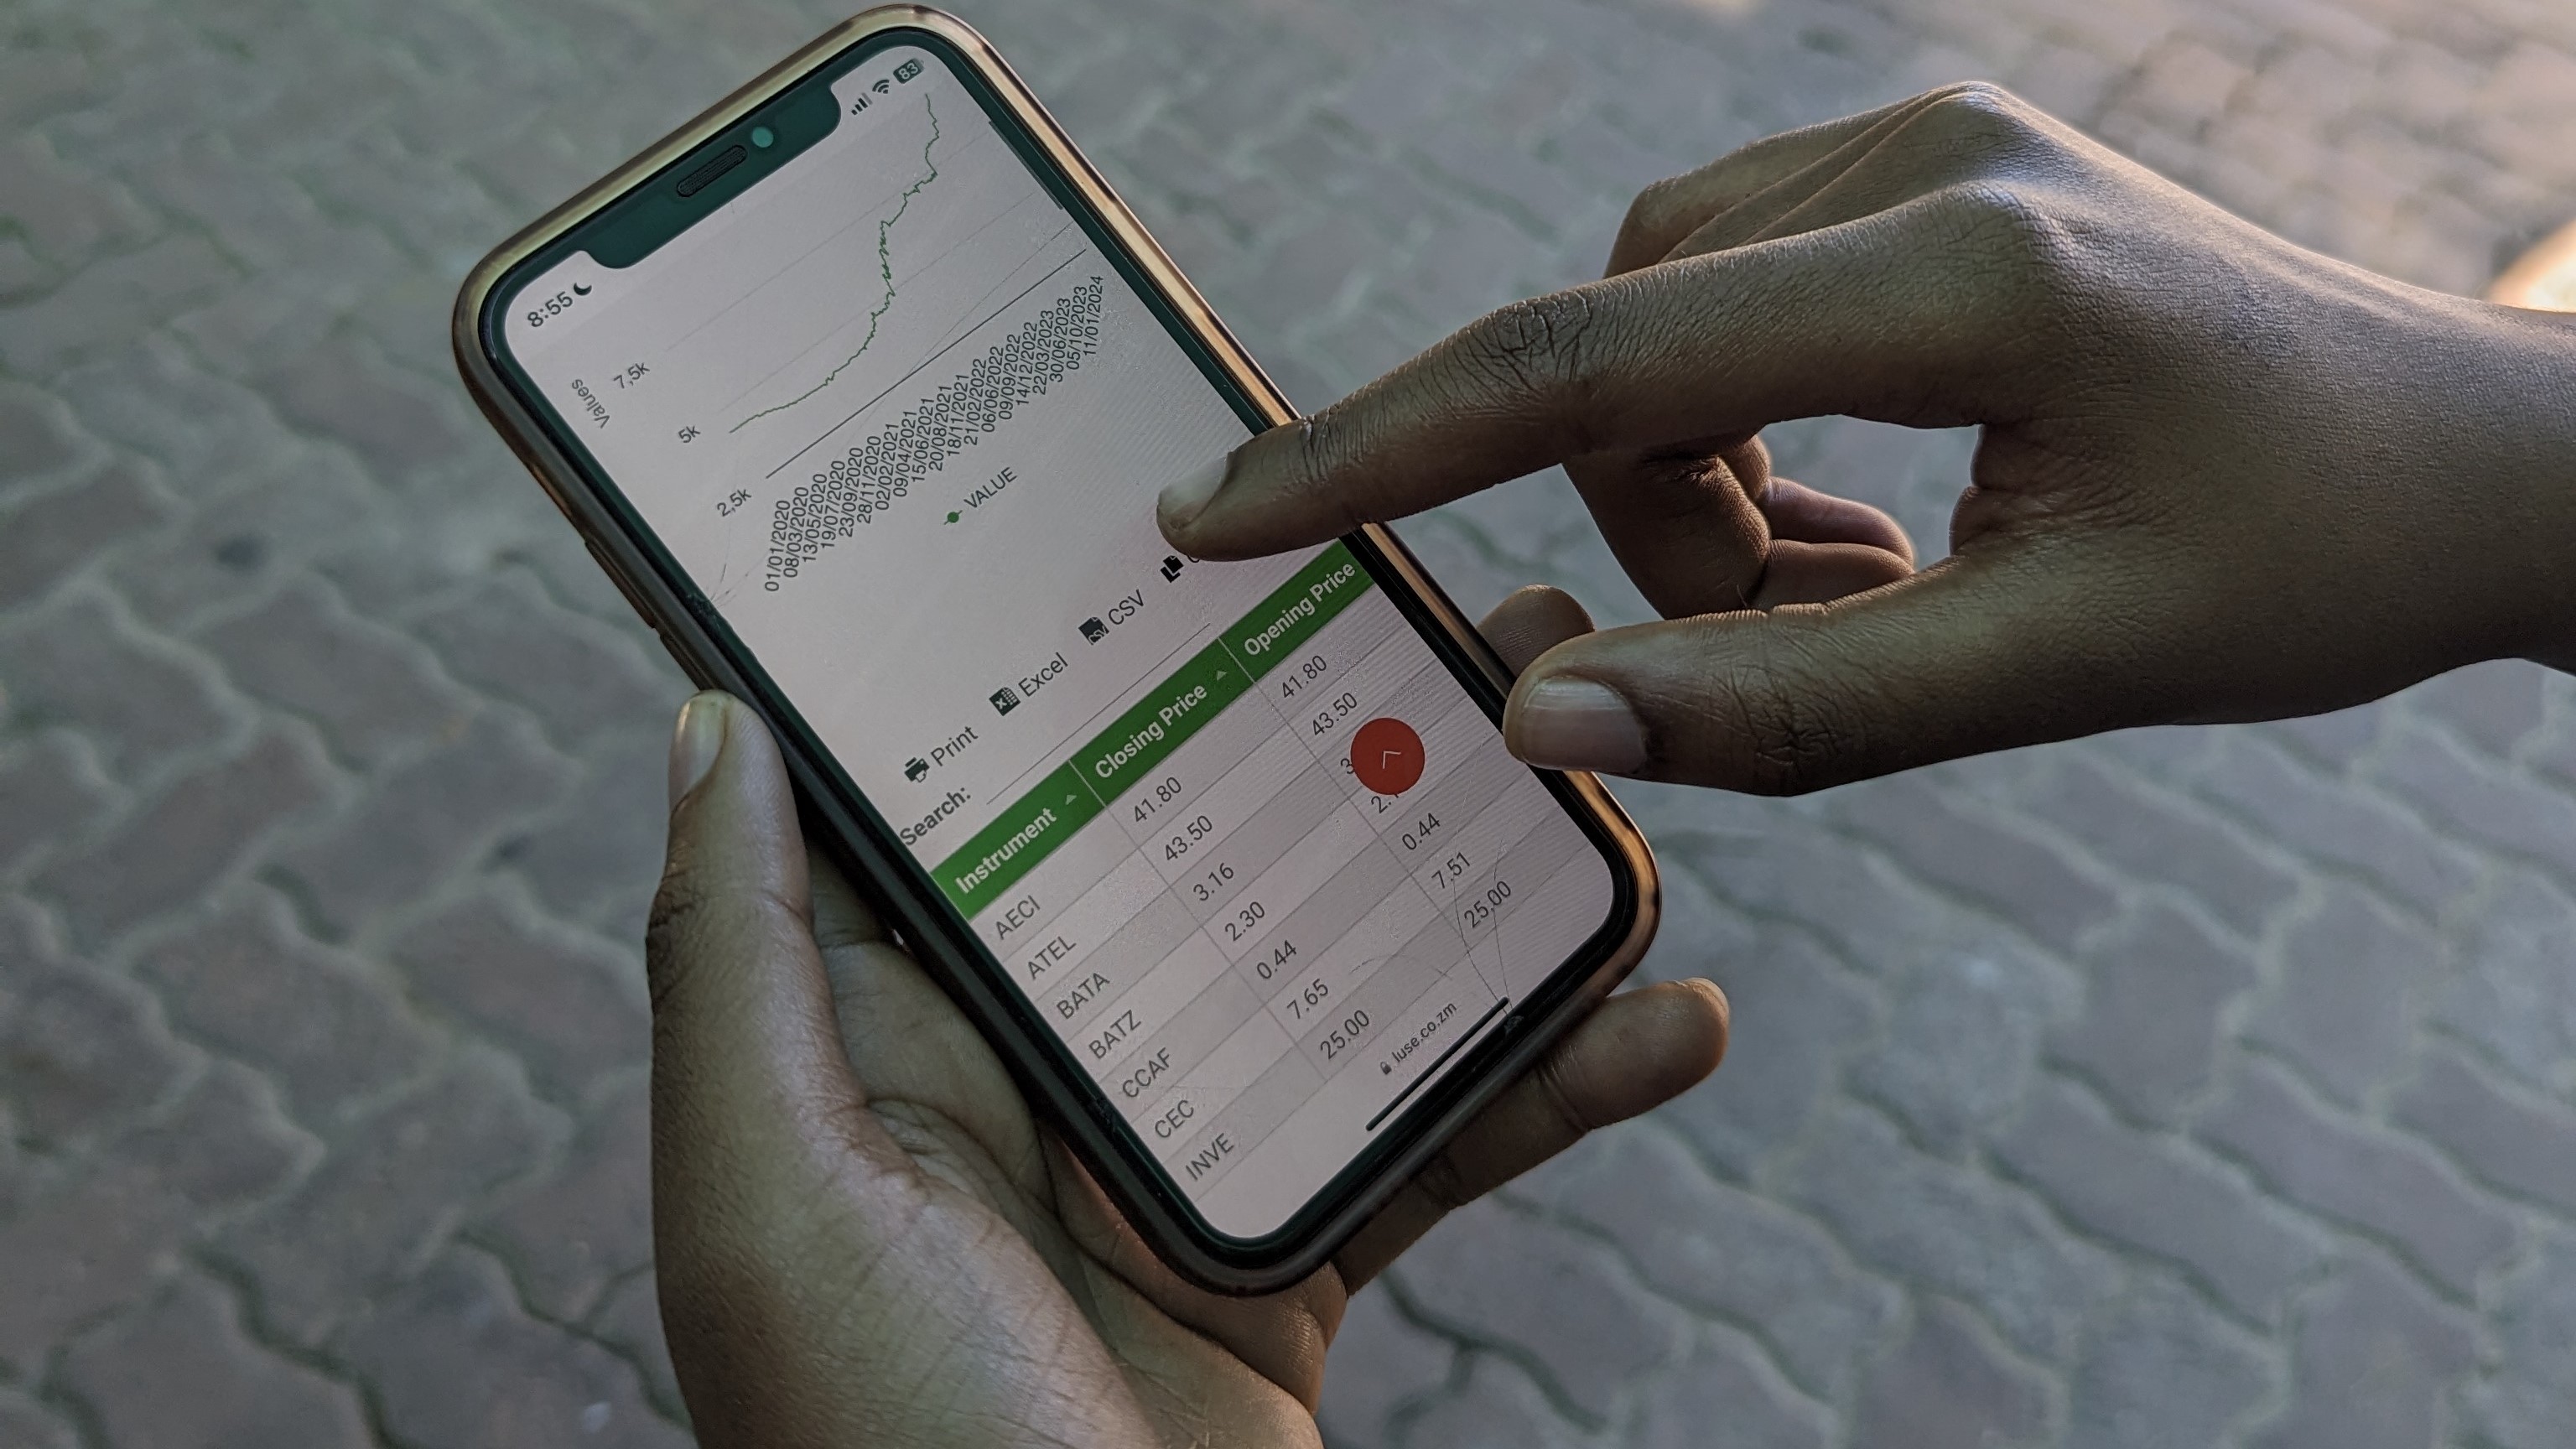 8:55
83
Values
7,5k
5k
2,5k
01/01/2020
08/03/2020
13/05/2020
19/07/2020
23/09/2020
28/11/2020
02/02/2021
09/04/2021
15/06/2021
20/08/2021
18/11/2021
21/02/2022
06/06/2022
09/09/2022
14/12/2022
22/03/2023
30/06/2023
05/10/2023
11/01/2024
VALUE
Print Excel CSV
Search:
Instrument Closing Price Opening Price
AECI 41.80 41.80
ATEL 43.50 43.50
BATA 3.16
BATZ 2.30
CCAF 0.44 0.44
CEC 7.65 7.51
INVE 25.00 25.00
luse.co.zm